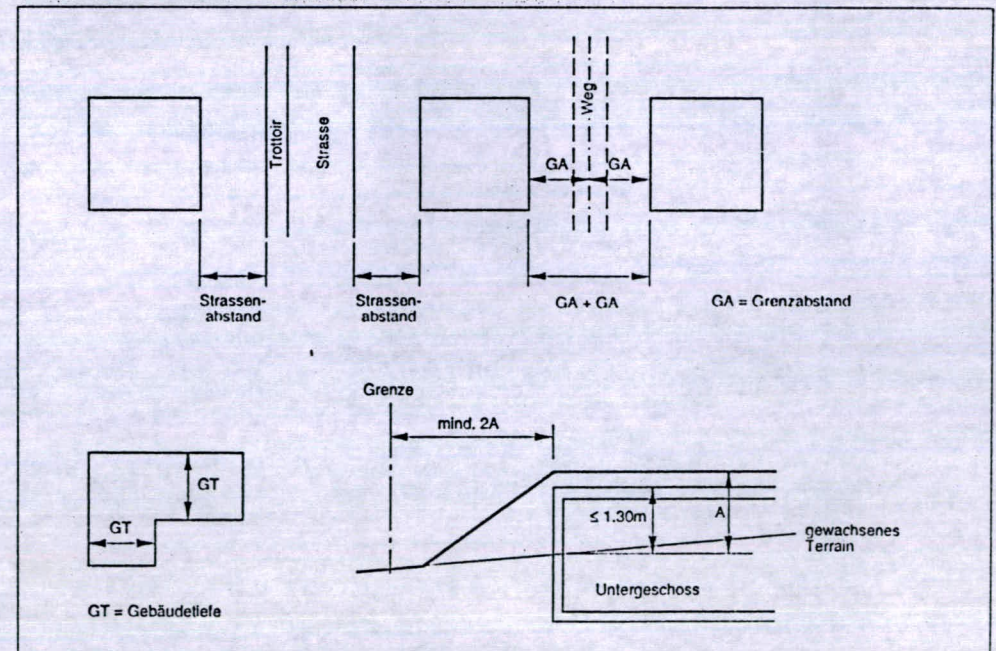 Trottoir
Strasse
Weg
GA
GA
Strassen-
abstand
Strassen-
abstand
GA + GA
GA = Grenzabstand
Grenze
mind. 2A
GT
GT
≤ 1.30m
A
gewachsenes
Terrain
Untergeschoss
GT = Gebäudetiefe